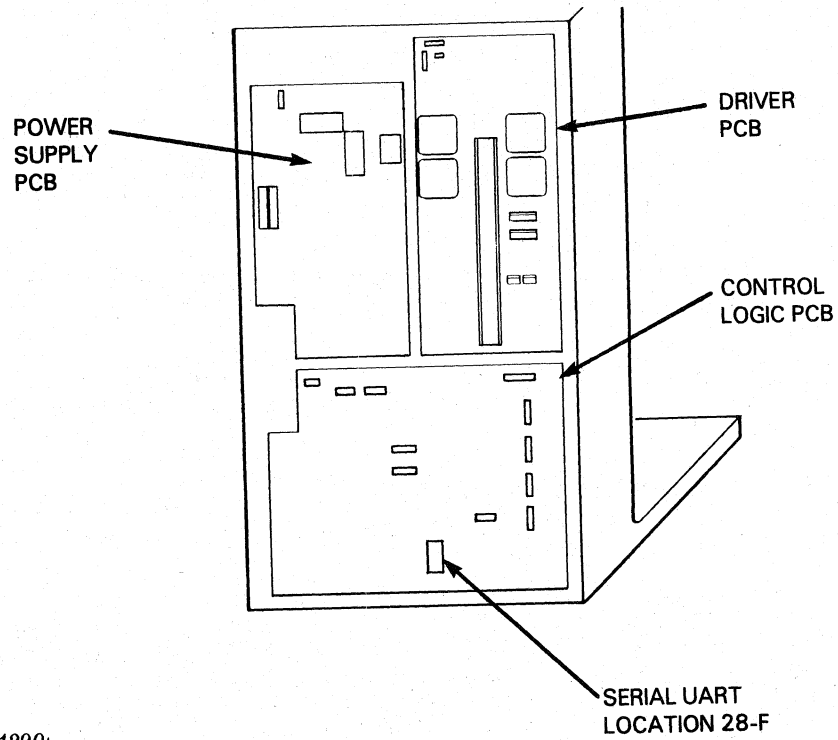 POWER
SUPPLY
PCB
DRIVER
PCB
CONTROL
LOGIC PCB
SERIAL UART
LOCATION 28-F